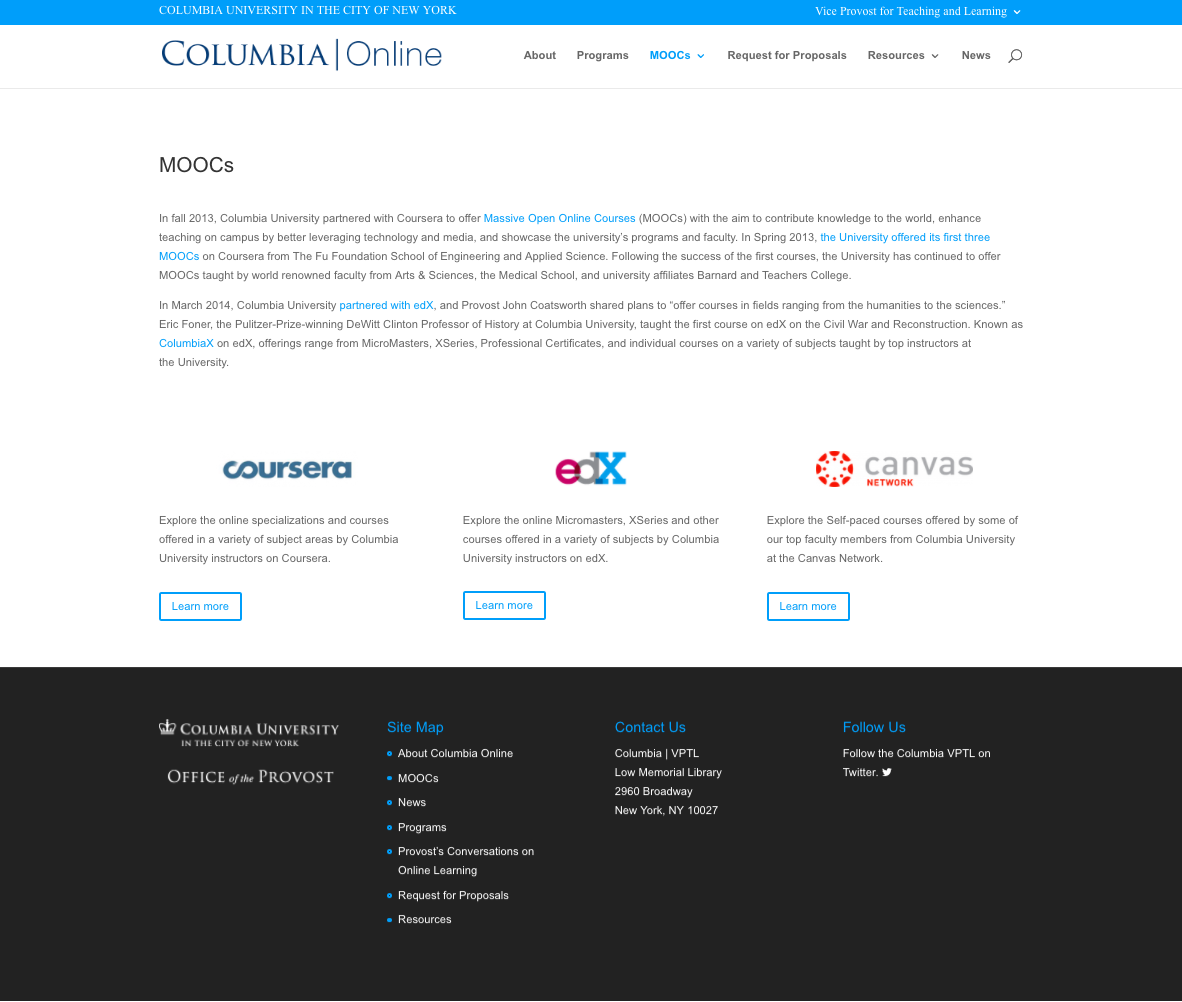 COLUMBIA UNIVERSITY IN THE CITY OF NEW YORK
Vice Provost for Teaching and Learning
COLUMBIA | Online
About
Programs
MOOCs
Request for Proposals
Resources
News
MOOCs
In fall 2013, Columbia University partnered with Coursera to offer Massive Open Online Courses (MOOCs) with the aim to contribute knowledge to the world, enhance
teaching on campus by better leveraging technology and media, and showcase the university's programs and faculty. In Spring 2013, the University offered its first three
MOOCs on Coursera from The Fu Foundation School of Engineering and Applied Science. Following the success of the first courses, the University has continued to offer
MOOCs taught by world renowned faculty from Arts & Sciences, the Medical School, and university affiliates Barnard and Teachers College.
In March 2014, Columbia University partnered with edX, and Provost John Coatsworth shared plans to “offer courses in fields ranging from the humanities to the sciences.”
Eric Foner, the Pulitzer-Prize-winning DeWitt Clinton Professor of History at Columbia University, taught the first course on edX on the Civil War and Reconstruction. Known as
ColumbiaX on edX, offerings range from MicroMasters, XSeries, Professional Certificates, and individual courses on a variety of subjects taught by top instructors at
the University.
coursera
Explore the online specializations and courses
offered in a variety of subject areas by Columbia
University instructors on Coursera.
Learn more
edX
Explore the online Micromasters, XSeries and other
courses offered in a variety of subjects by Columbia
University instructors on edX.
Learn more
canvas
NETWORK
Explore the Self-paced courses offered by some of
our top faculty members from Columbia University
at the Canvas Network.
Learn more
COLUMBIA UNIVERSITY
IN THE CITY OF NEW YORK
OFFICE of the PROVOST
Site Map
About Columbia Online
MOOCs
News
Programs
Provost's Conversations on
Online Learning
Request for Proposals
Resources
Contact Us
Columbia | VPTL
Low Memorial Library
2960 Broadway
New York, NY 10027
Follow Us
Follow the Columbia VPTL on
Twitter.